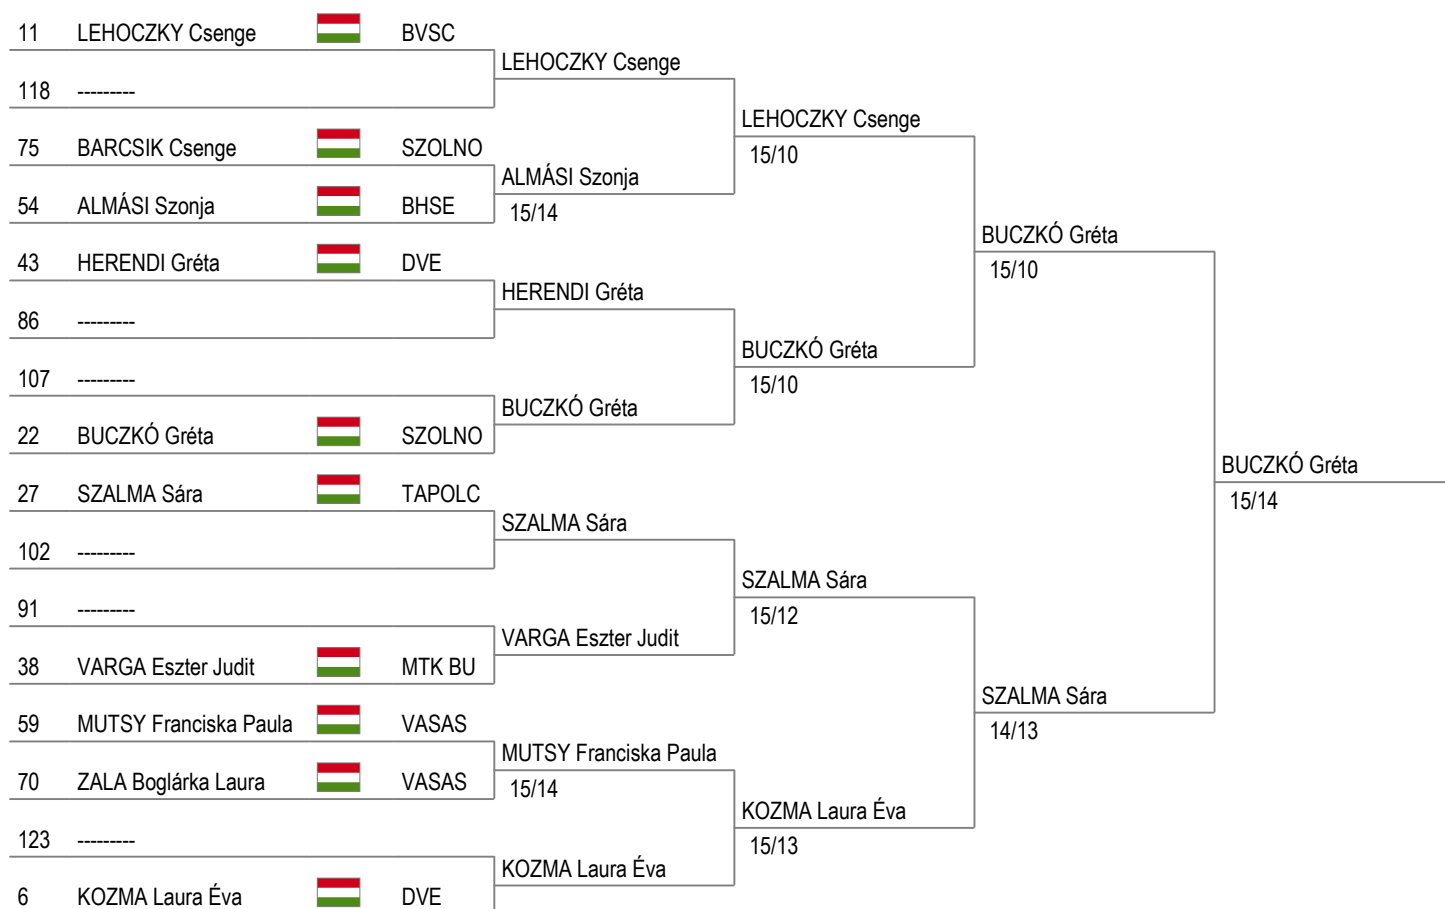 11 LEHOCZKY Csenge BVSC
LEHOCZKY Csenge
118 ---------
LEHOCZKY Csenge
15/10
75 BARCSIK Csenge SZOLNO
ALMÁSI Szonja
15/14
54 ALMÁSI Szonja BHSE
BUCZKÓ Gréta
15/10
43 HERENDI Gréta DVE
HERENDI Gréta
86 ---------
BUCZKÓ Gréta
15/10
107 ---------
BUCZKÓ Gréta
22 BUCZKÓ Gréta SZOLNO
BUCZKÓ Gréta
15/14
27 SZALMA Sára TAPOLC
SZALMA Sára
102 ---------
SZALMA Sára
15/12
91 ---------
VARGA Eszter Judit
38 VARGA Eszter Judit MTK BU
SZALMA Sára
14/13
59 MUTSY Franciska Paula VASAS
MUTSY Franciska Paula
15/14
70 ZALA Boglárka Laura VASAS
KOZMA Laura Éva
15/13
123 ---------
KOZMA Laura Éva
6 KOZMA Laura Éva DVE